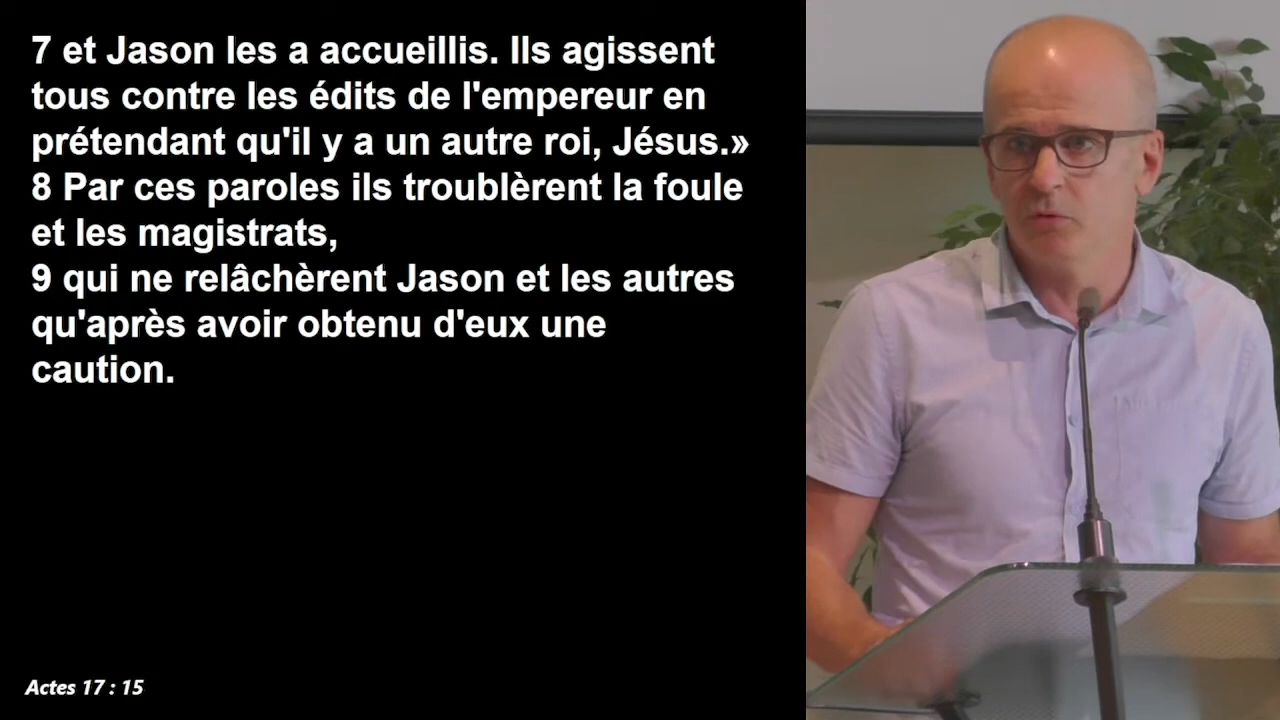 7 et Jason les a accueillis. Ils agissent
tous contre les édits de l'empereur en
prétendant qu'il y a un autre roi, Jésus.»
8 Par ces paroles ils troublèrent la foule
et les magistrats,
9 qui ne relâchèrent Jason et les autres
qu'après avoir obtenu d'eux une
caution.
Actes 17 : 15